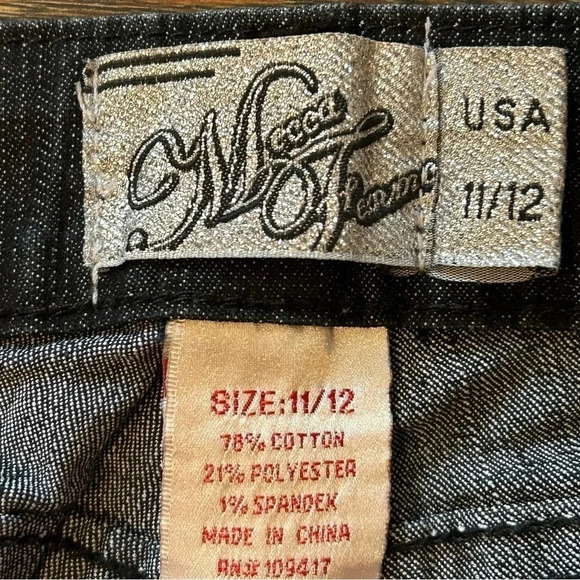 USA
11/12
SIZE:11/12
78% COTTON
21% POLYESTER
1% SPANDEX
MADE IN CHINA
RN# 109417